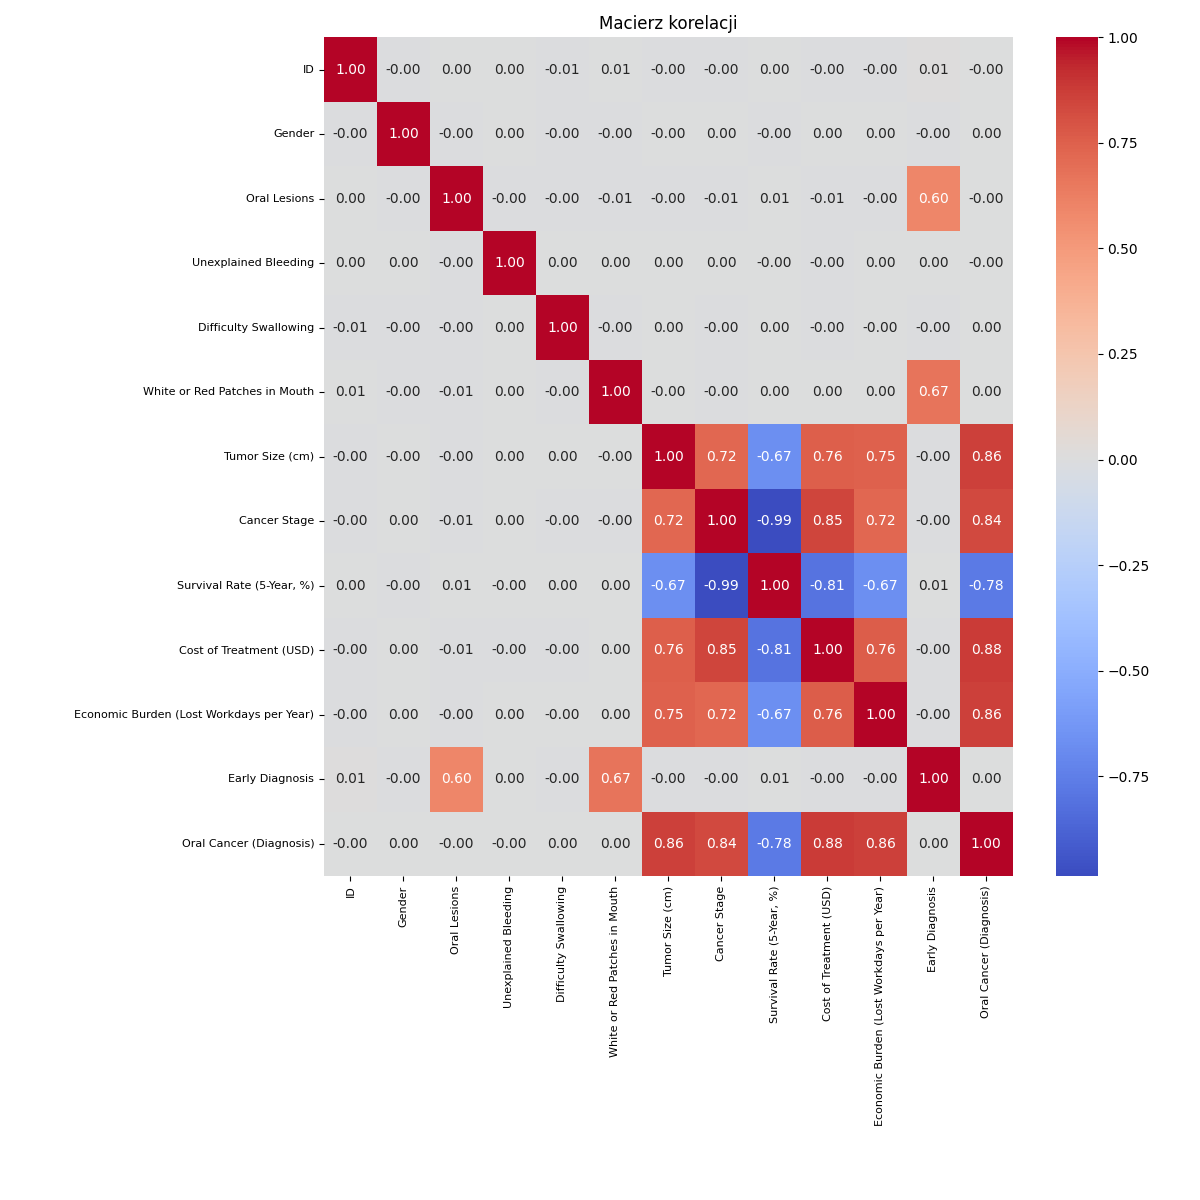 Macierz korelacji
ID 1.00 -0.00 0.00 0.00 -0.01 0.01 -0.00 -0.00 0.00 -0.00 -0.00 0.01 -0.00
Gender -0.00 1.00 -0.00 0.00 -0.00 -0.00 -0.00 0.00 -0.00 0.00 0.00 -0.00 0.00
Oral Lesions 0.00 -0.00 1.00 -0.00 -0.00 -0.01 -0.00 -0.01 0.01 -0.01 -0.00 0.60 -0.00
Unexplained Bleeding 0.00 0.00 -0.00 1.00 0.00 0.00 0.00 0.00 -0.00 -0.00 0.00 0.00 -0.00
Difficulty Swallowing -0.01 -0.00 -0.00 0.00 1.00 -0.00 0.00 -0.00 0.00 -0.00 -0.00 -0.00 0.00
White or Red Patches in Mouth 0.01 -0.00 -0.01 0.00 -0.00 1.00 -0.00 -0.00 0.00 0.00 0.00 0.67 0.00
Tumor Size (cm) -0.00 -0.00 -0.00 0.00 0.00 -0.00 1.00 0.72 -0.67 0.76 0.75 -0.00 0.86
Cancer Stage -0.00 0.00 -0.01 0.00 -0.00 -0.00 0.72 1.00 -0.99 0.85 0.72 -0.00 0.84
Survival Rate (5-Year, %) 0.00 -0.00 0.01 -0.00 0.00 0.00 -0.67 -0.99 1.00 -0.81 -0.67 0.01 -0.78
Cost of Treatment (USD) -0.00 0.00 -0.01 -0.00 -0.00 0.00 0.76 0.85 -0.81 1.00 0.76 -0.00 0.88
Economic Burden (Lost Workdays per Year) -0.00 0.00 -0.00 0.00 -0.00 0.00 0.75 0.72 -0.67 0.76 1.00 -0.00 0.86
Early Diagnosis 0.01 -0.00 0.60 0.00 -0.00 0.67 -0.00 -0.00 0.01 -0.00 -0.00 1.00 0.00
Oral Cancer (Diagnosis) -0.00 0.00 -0.00 -0.00 0.00 0.00 0.86 0.84 -0.78 0.88 0.86 0.00 1.00
ID
Gender
Oral Lesions
Unexplained Bleeding
Difficulty Swallowing
White or Red Patches in Mouth
Tumor Size (cm)
Cancer Stage
Survival Rate (5-Year, %)
Cost of Treatment (USD)
Economic Burden (Lost Workdays per Year)
Early Diagnosis
Oral Cancer (Diagnosis)
1.00
0.75
0.50
0.25
0.00
−0.25
−0.50
−0.75